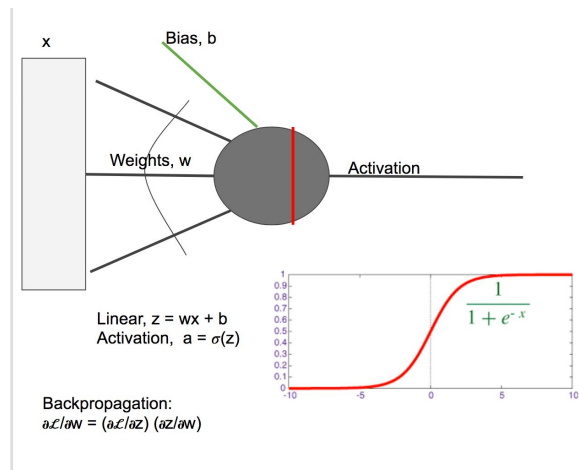 x
Bias, b
Weights, w
Activation
Linear, z = wx + b
Activation, a = σ(z)
1
0.9
0.8
0.7
0.6
0.5
0.4
0.3
0.2
0.1
0
-10
-5
0
5
10
1
1 + e^-x
Backpropagation:
∂ℒ/∂w = (∂ℒ/∂z) (∂z/∂w)